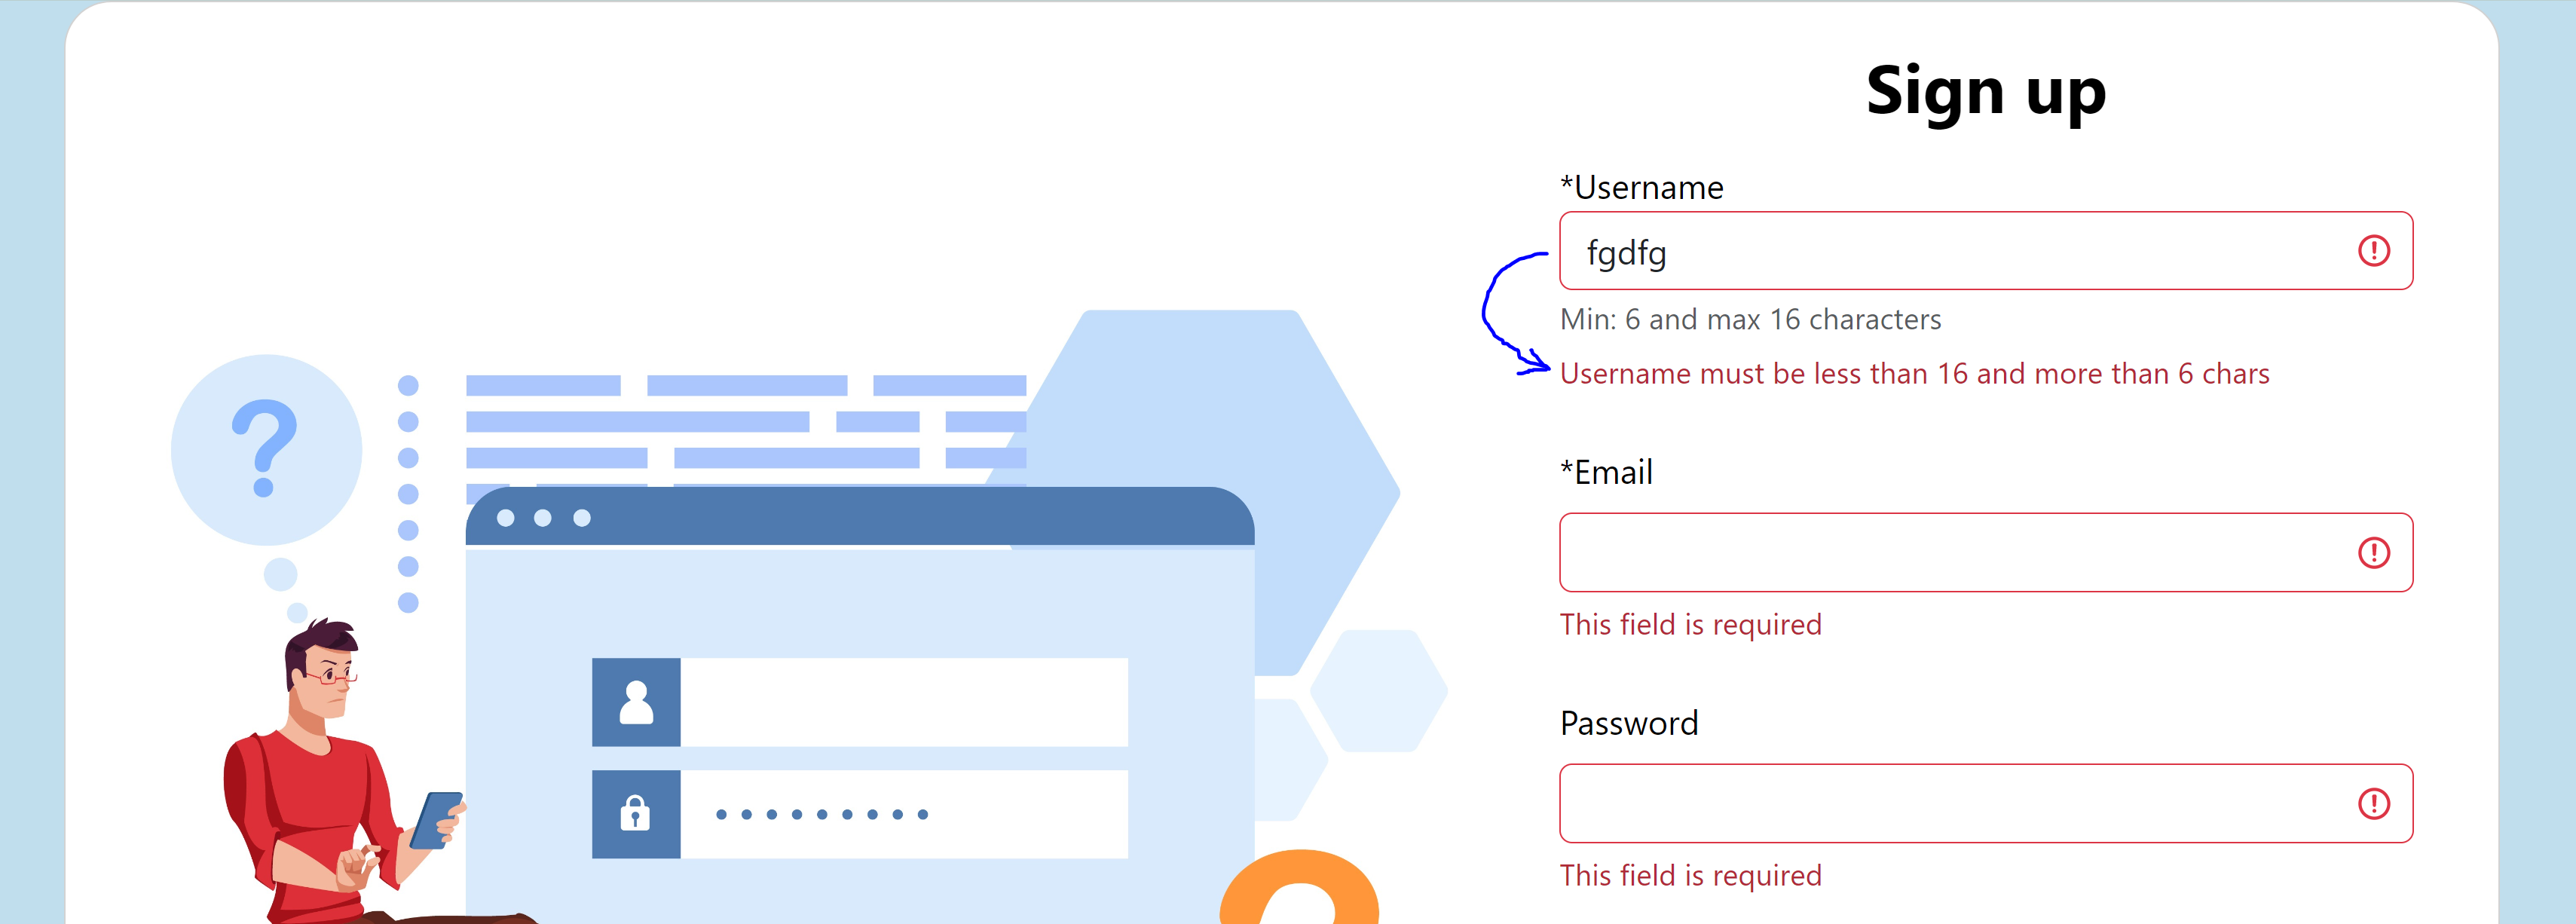 Sign up
*Username
fgdfg
Min: 6 and max 16 characters
Username must be less than 16 and more than 6 chars
*Email
This field is required
Password
This field is required